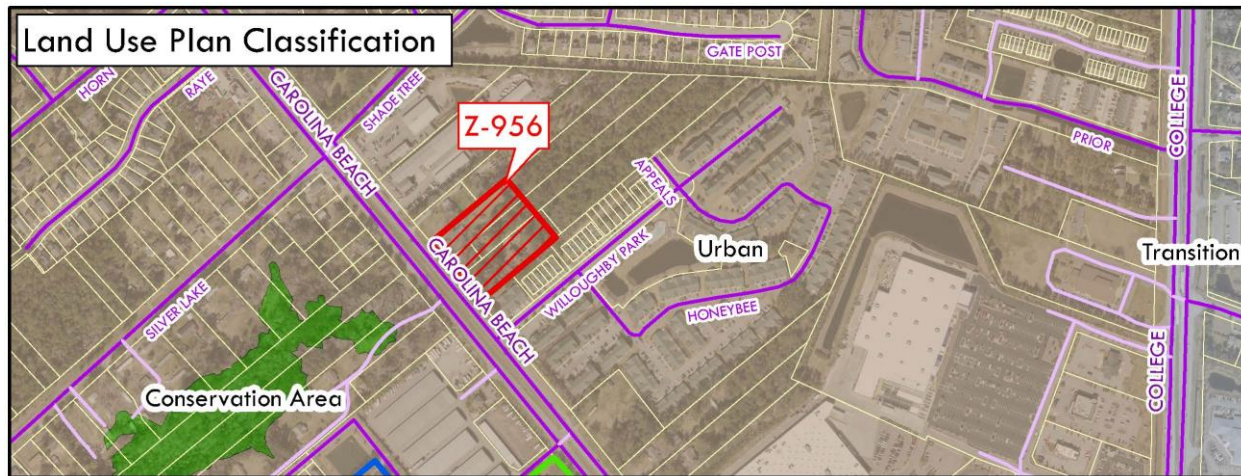 Land Use Plan Classification
GATE POST
HORN
RAYE
CAROLINA BEACH
SHADE TREE
Z-956
PRIOR
COLLEGE
APPEALS
WILLOUGHBY PARK
Urban
Transition
CAROLINA BEACH
SILVER LAKE
HONEYBEE
Conservation Area
COLLEGE